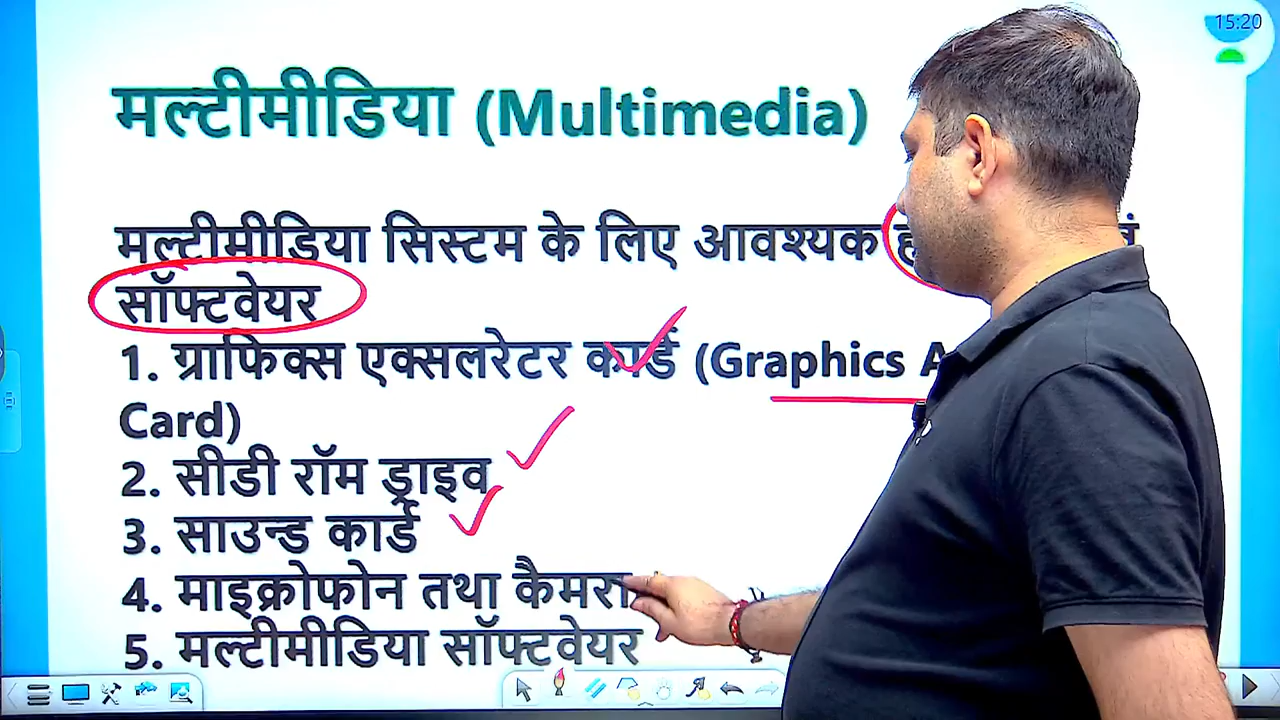 15:20
मल्टीमीडिया (Multimedia)
मल्टीमीडिया सिस्टम के लिए आवश्यक
सॉफ्टवेयर
1. ग्राफिक्स एक्सलरेटर कार्ड (Graphics
Card)
2. सीडी रॉम ड्राइव
3. साउन्ड कार्ड
4. माइक्रोफोन तथा कैमरा
5. मल्टीमीडिया सॉफ्टवेयर